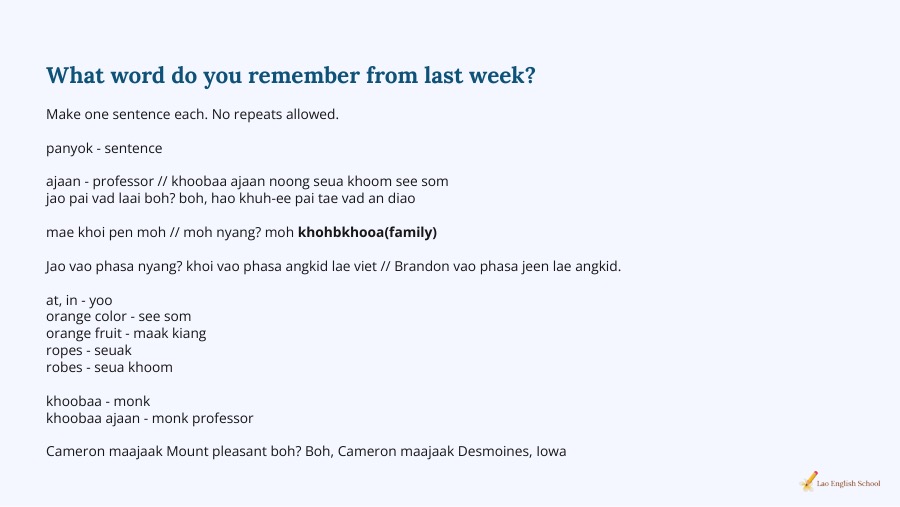 What word do you remember from last week?
Make one sentence each. No repeats allowed.
panyok - sentence
ajaan - professor // khoobaa ajaan noong seua khoom see som
jao pai vad laai boh? boh, hao khuh-ee pai tae vad an diao
mae khoi pen moh // moh nyang? moh khohbkhooa(family)
Jao vao phasa nyang? khoi vao phasa angkid lae viet // Brandon vao phasa jeen lae angkid.
at, in - yoo
orange color - see som
orange fruit - maak kiang
ropes - seuak
robes - seua khoom
khoobaa - monk
khoobaa ajaan - monk professor
Cameron maajaak Mount pleasant boh? Boh, Cameron maajaak Desmoines, Iowa
Lao English School